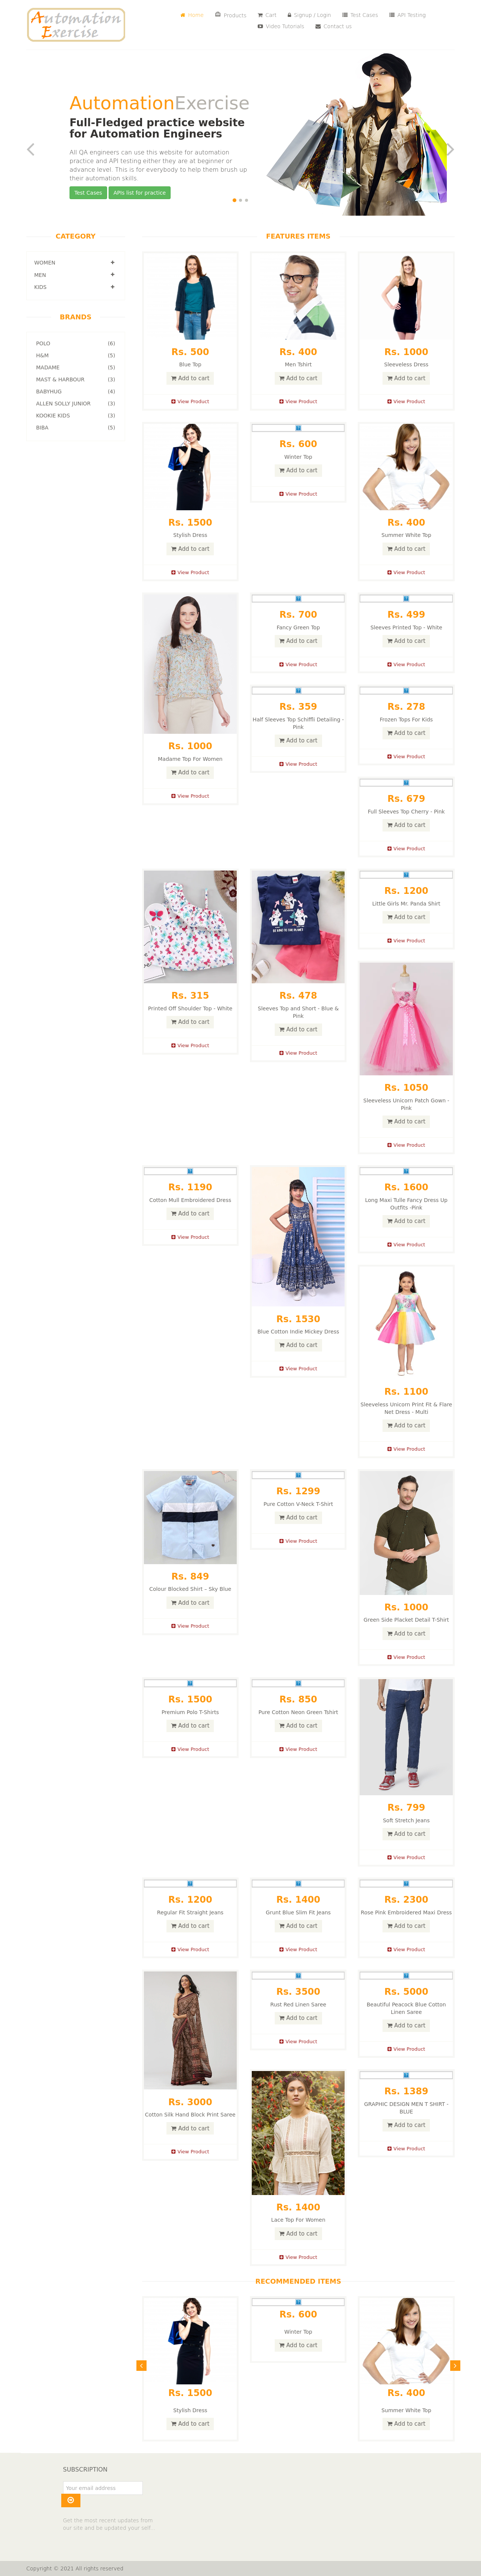 Automation
Exercise
Home
Products
Cart
Signup / Login
Test Cases
API Testing
Video Tutorials
Contact us
AutomationExercise
Full-Fledged practice website
for Automation Engineers
All QA engineers can use this website for automation
practice and API testing either they are at beginner or
advance level. This is for everybody to help them brush up
their automation skills.
Test Cases
APIs list for practice
CATEGORY
WOMEN
MEN
KIDS
BRANDS
POLO (6)
H&M (5)
MADAME (5)
MAST & HARBOUR (3)
BABYHUG (4)
ALLEN SOLLY JUNIOR (3)
KOOKIE KIDS (3)
BIBA (5)
FEATURES ITEMS
Rs. 500
Blue Top
Add to cart
View Product
Rs. 400
Men Tshirt
Add to cart
View Product
Rs. 1000
Sleeveless Dress
Add to cart
View Product
Rs. 1500
Stylish Dress
Add to cart
View Product
Rs. 600
Winter Top
Add to cart
View Product
Rs. 400
Summer White Top
Add to cart
View Product
Rs. 1000
Madame Top For Women
Add to cart
View Product
Rs. 700
Fancy Green Top
Add to cart
View Product
Rs. 499
Sleeves Printed Top - White
Add to cart
View Product
Rs. 359
Half Sleeves Top Schiffli Detailing -
Pink
Add to cart
View Product
Rs. 278
Frozen Tops For Kids
Add to cart
View Product
Rs. 679
Full Sleeves Top Cherry - Pink
Add to cart
View Product
Rs. 315
Printed Off Shoulder Top - White
Add to cart
View Product
Rs. 478
Sleeves Top and Short - Blue &
Pink
Add to cart
View Product
Rs. 1200
Little Girls Mr. Panda Shirt
Add to cart
View Product
Rs. 1050
Sleeveless Unicorn Patch Gown -
Pink
Add to cart
View Product
Rs. 1190
Cotton Mull Embroidered Dress
Add to cart
View Product
Rs. 1530
Blue Cotton Indie Mickey Dress
Add to cart
View Product
Rs. 1600
Long Maxi Tulle Fancy Dress Up
Outfits -Pink
Add to cart
View Product
Rs. 1100
Sleeveless Unicorn Print Fit & Flare
Net Dress - Multi
Add to cart
View Product
Rs. 849
Colour Blocked Shirt – Sky Blue
Add to cart
View Product
Rs. 1299
Pure Cotton V-Neck T-Shirt
Add to cart
View Product
Rs. 1000
Green Side Placket Detail T-Shirt
Add to cart
View Product
Rs. 1500
Premium Polo T-Shirts
Add to cart
View Product
Rs. 850
Pure Cotton Neon Green Tshirt
Add to cart
View Product
Rs. 799
Soft Stretch Jeans
Add to cart
View Product
Rs. 1200
Regular Fit Straight Jeans
Add to cart
View Product
Rs. 1400
Grunt Blue Slim Fit Jeans
Add to cart
View Product
Rs. 2300
Rose Pink Embroidered Maxi Dress
Add to cart
View Product
Rs. 3000
Cotton Silk Hand Block Print Saree
Add to cart
View Product
Rs. 3500
Rust Red Linen Saree
Add to cart
View Product
Rs. 5000
Beautiful Peacock Blue Cotton
Linen Saree
Add to cart
View Product
Rs. 1400
Lace Top For Women
Add to cart
View Product
Rs. 1389
GRAPHIC DESIGN MEN T SHIRT -
BLUE
Add to cart
View Product
RECOMMENDED ITEMS
Rs. 1500
Stylish Dress
Add to cart
Rs. 600
Winter Top
Add to cart
Rs. 400
Summer White Top
Add to cart
SUBSCRIPTION
Your email address
Get the most recent updates from
our site and be updated your self...
Copyright © 2021 All rights reserved